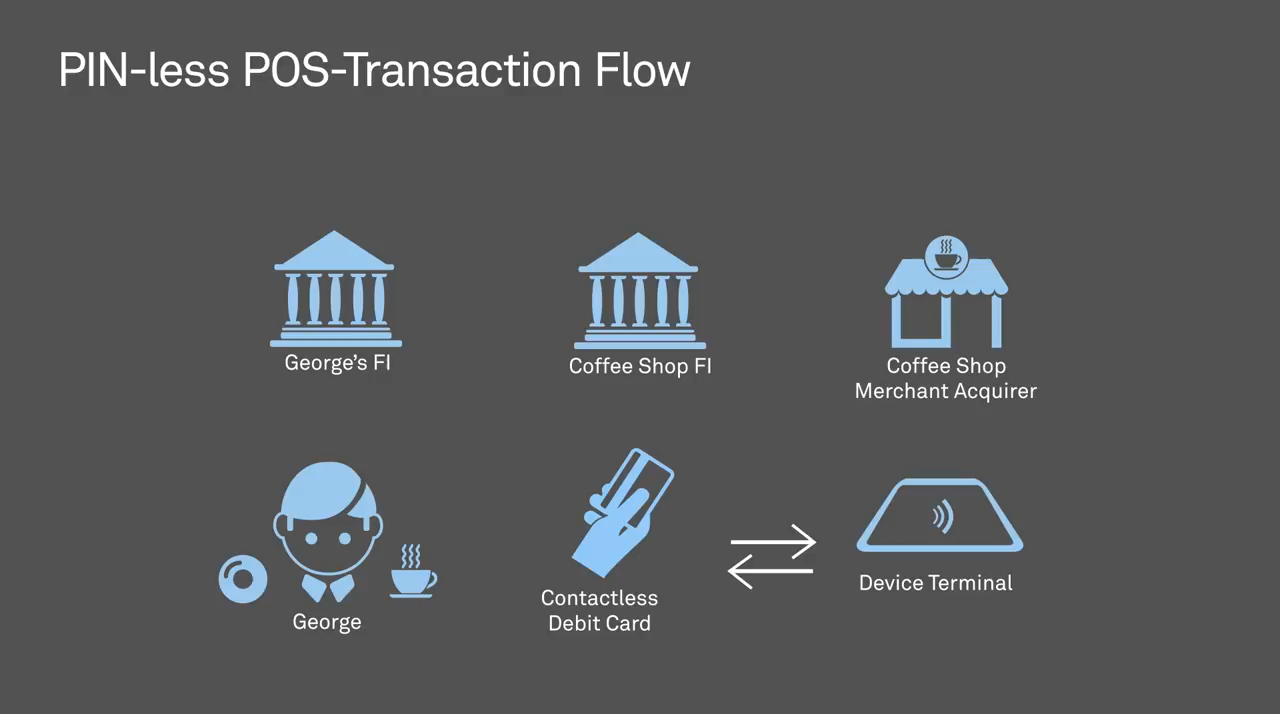 PIN-less POS-Transaction Flow
George’s FI
Coffee Shop FI
Coffee Shop
Merchant Acquirer
George
Contactless
Debit Card
Device Terminal